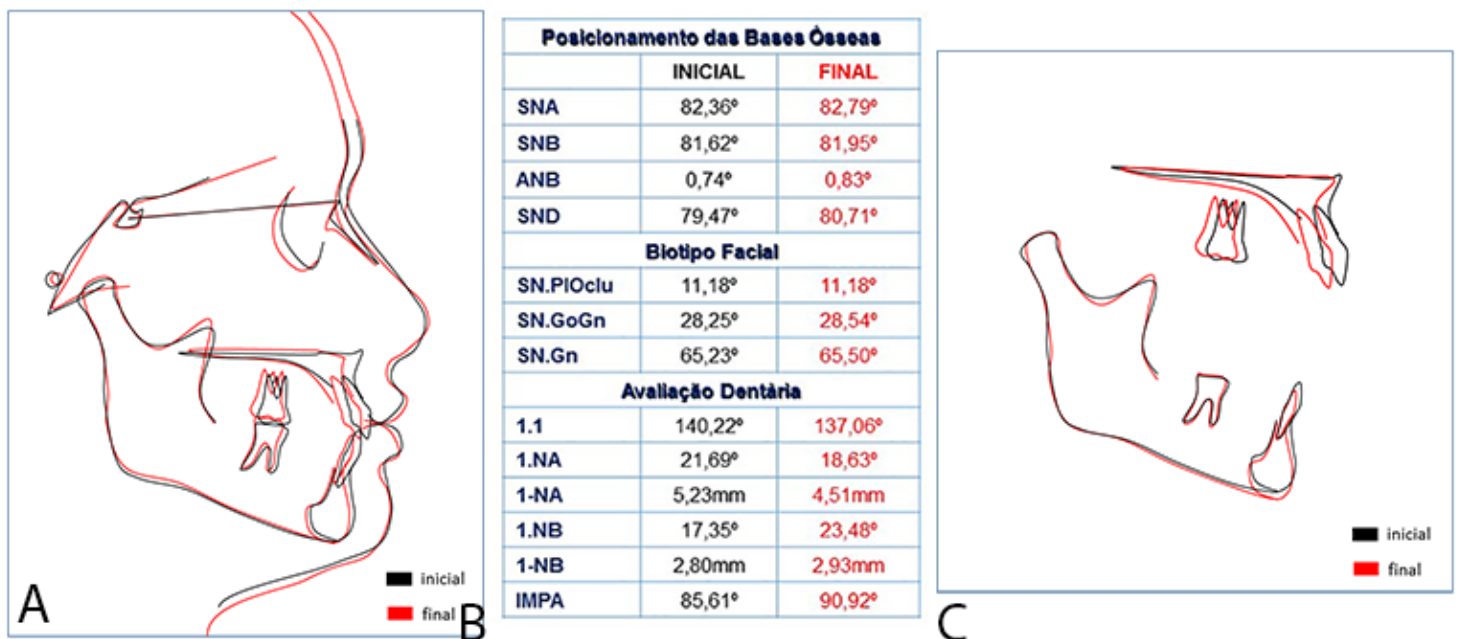 inicial
final
A
B
Posicionamento das Bases Ósseas
INICIAL FINAL
SNA 82,36º 82,79º
SNB 81,62º 81,95º
ANB 0,74º 0,83º
SND 79,47º 80,71º
Biotipo Facial
SN.PlOclu 11,18º 11,18º
SN.GoGn 28,25º 28,54º
SN.Gn 65,23º 65,50º
Avaliação Dentária
1.1 140,22º 137,06º
1.NA 21,69º 18,63º
1-NA 5,23mm 4,51mm
1.NB 17,35º 23,48º
1-NB 2,80mm 2,93mm
IMPA 85,61º 90,92º
inicial
final
C